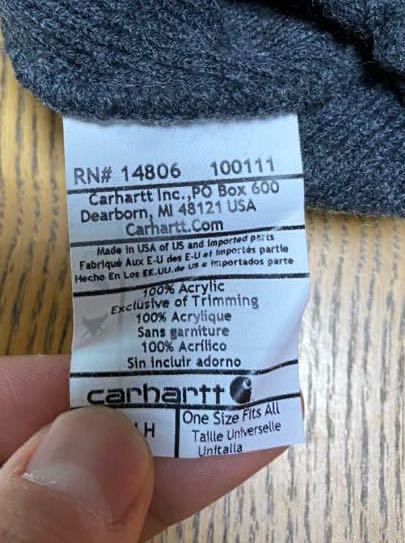 RN# 14806 100111
Carhartt Inc.,PO Box 600
Dearborn, MI 48121 USA
Carhartt.Com
Made in USA of US and Imported parts
Fabriqué Aux E-U des E-U et Importés partie
Hecho En Los EE.UU.de US e Importados parte
100% Acrylic
Exclusive of Trimming
100% Acrylique
Sans garniture
100% Acrílico
Sin incluir adorno
carhartt
LH
One Size Fits All
Taille Universelle
Unitalla